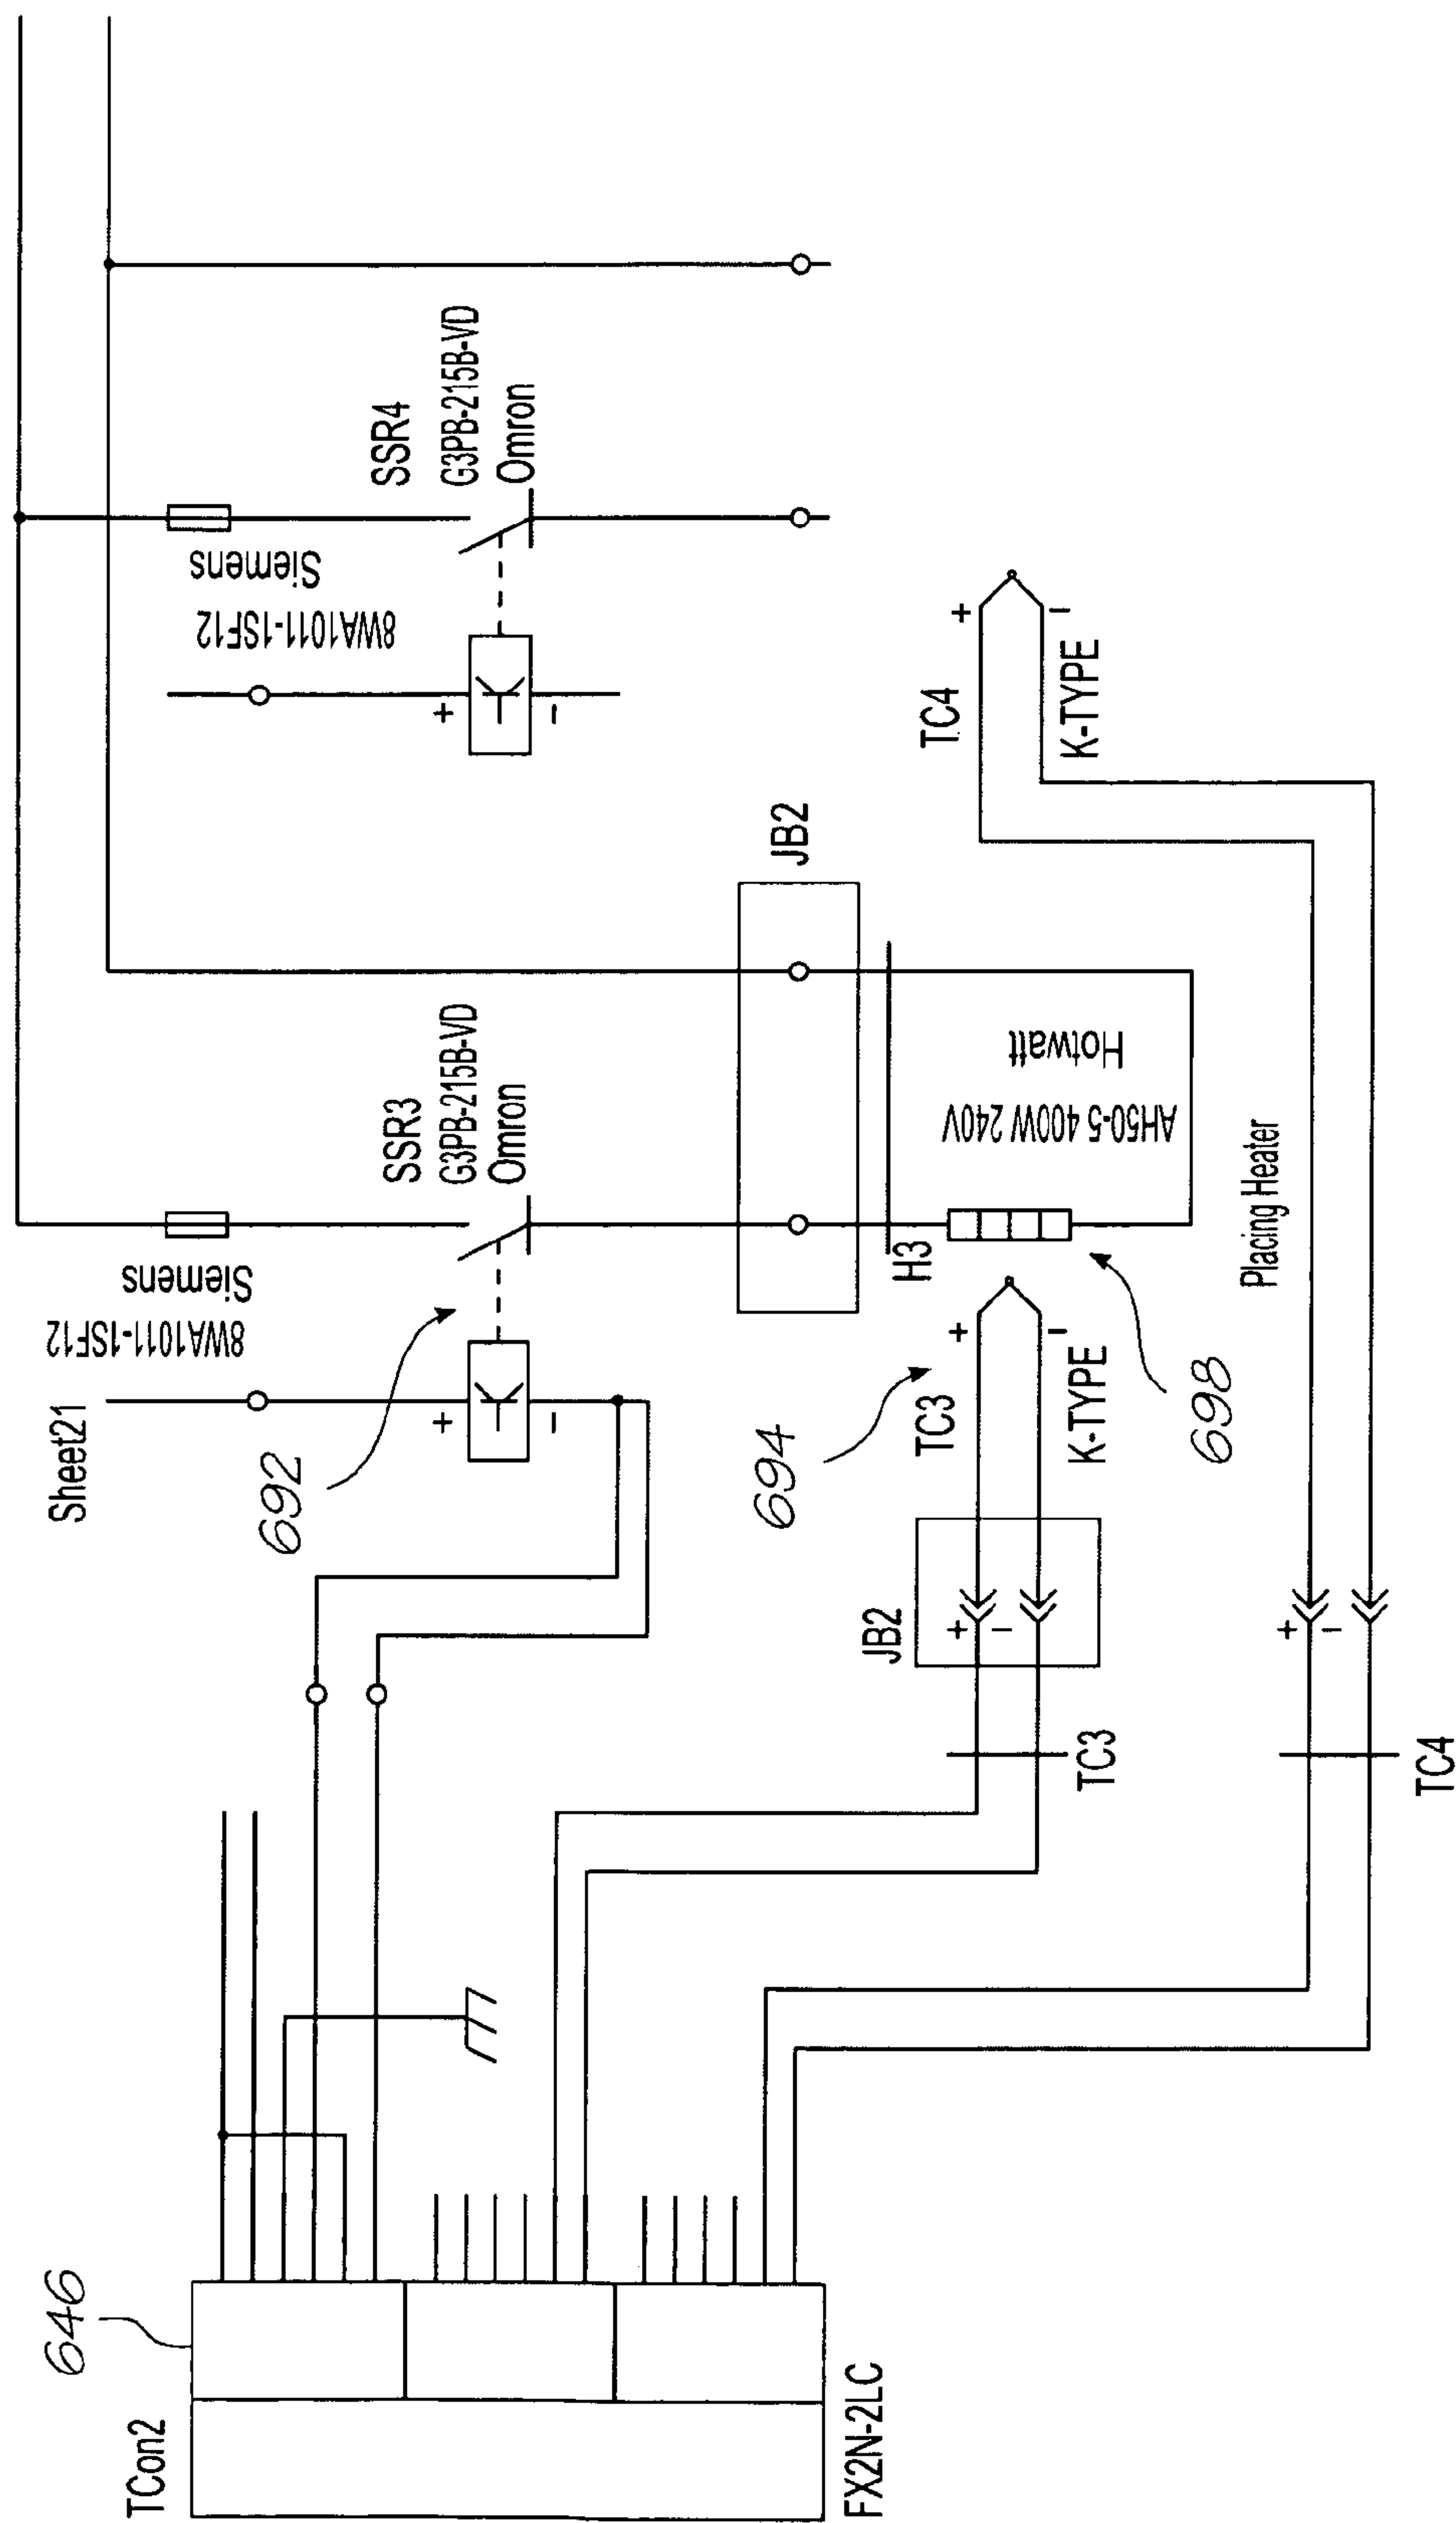 TCon2
646
FX2N-2LC
Sheet21
692
8WA1011-1SF12
Siemens
+
−
SSR3
G3PB-215B-VD
Omron
8WA1011-1SF12
Siemens
+
−
SSR4
G3PB-215B-VD
Omron
JB2
H3
AH50-5 400W 240V
Hotwatt
Placing Heater
698
694
TC3
+
−
K-TYPE
JB2
+
−
TC3
TC4
+
−
K-TYPE
+
−
TC4